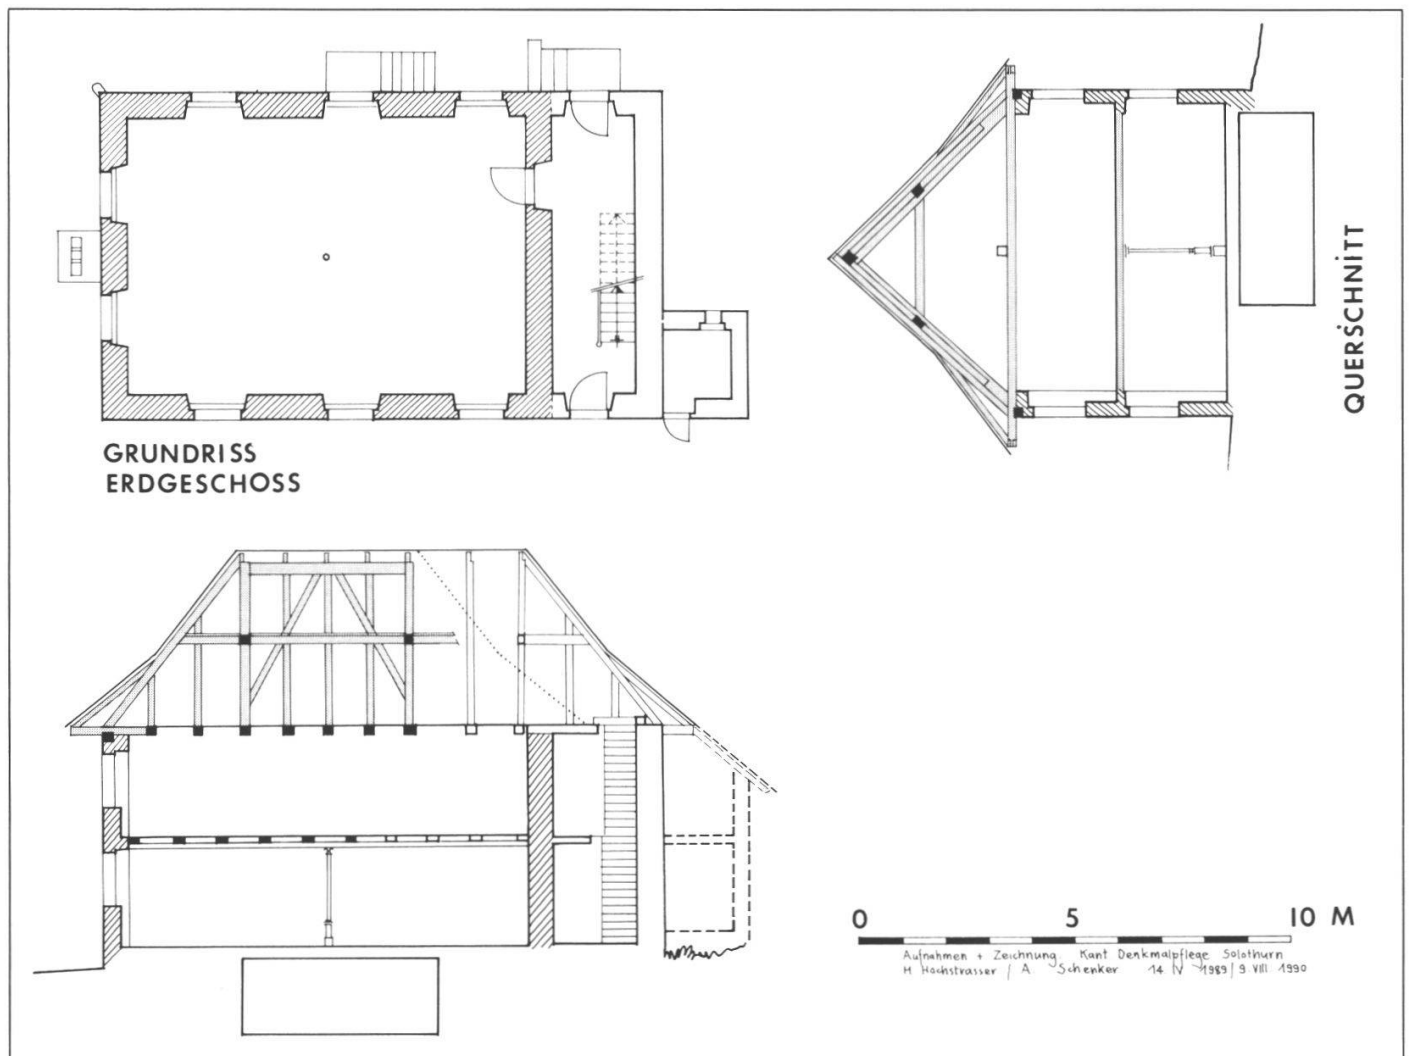 GRUNDRISS
ERDGESCHOSS
QUERSCHNITT
0 5 10 M
Aufnahmen + Zeichnung Kant Denkmalpflege Solothurn
M Hochstrasser / A Schenker 14 IV 1989 / 9 VIII 1990